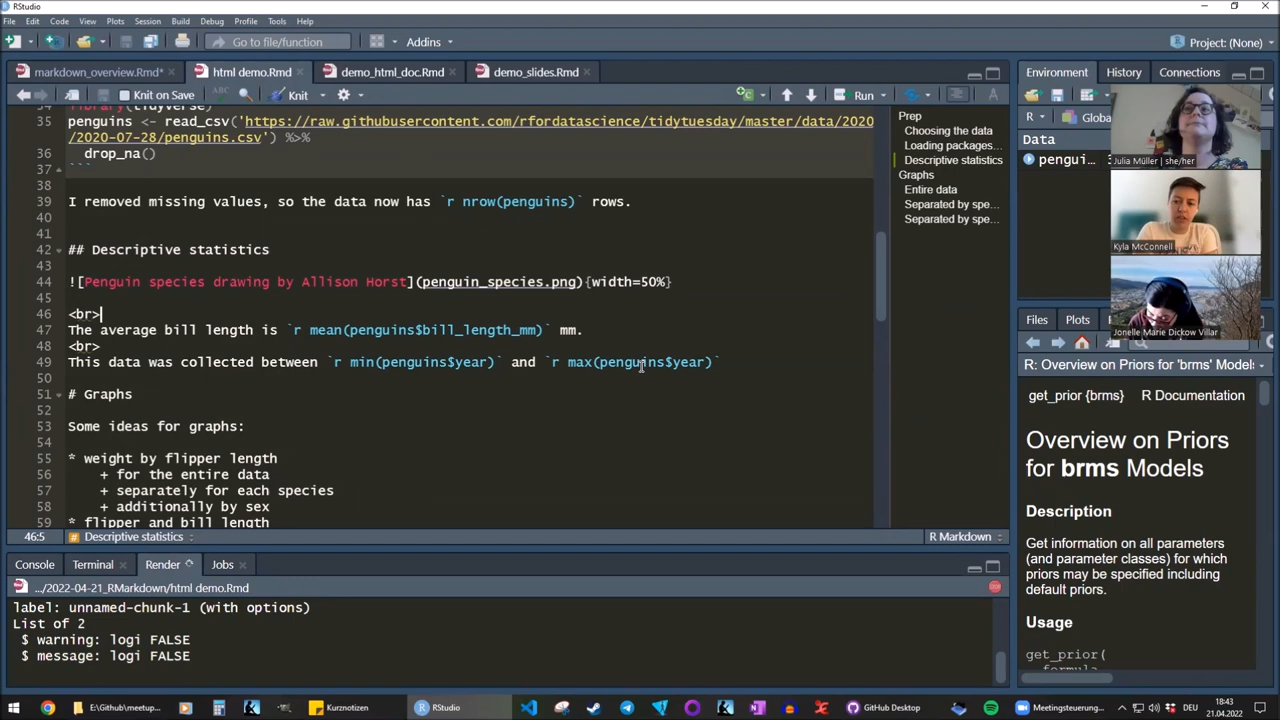 RStudio
File Edit Code View Plots Session Build Debug Profile Tools Help
Go to file/function
Addins
Project: (None)
markdown_overview.Rmd*
html demo.Rmd
demo_html_doc.Rmd
demo_slides.Rmd
Knit on Save
Knit
Run
34 library(tidyverse)
35 penguins <- read_csv('https://raw.githubusercontent.com/rfordatascience/tidytuesday/master/data/2020
/2020-07-28/penguins.csv') %>%
36 drop_na()
37 ```
38
39 I removed missing values, so the data now has `r nrow(penguins)` rows.
40
41
42 ## Descriptive statistics
43
44 ![Penguin species drawing by Allison Horst](penguin_species.png){width=50%}
45
46 <br>
47 The average bill length is `r mean(penguins$bill_length_mm)` mm.
48 <br>
49 This data was collected between `r min(penguins$year)` and `r max(penguins$year)`
50
51 # Graphs
52
53 Some ideas for graphs:
54
55 * weight by flipper length
56 + for the entire data
57 + separately for each species
58 + additionally by sex
59 * flipper and bill length
46:5 # Descriptive statistics
R Markdown
Prep
Choosing the data
Loading packages...
Descriptive statistics
Graphs
Entire data
Separated by spe...
Separated by spe...
Console Terminal Render Jobs
.../2022-04-21_RMarkdown/html demo.Rmd
label: unnamed-chunk-1 (with options)
List of 2
$ warning: logi FALSE
$ message: logi FALSE
Environment History Connections
R
Globa
Data
pengui...
Julia Müller | she/her
Kyla McConnell
Jonelle Marie Dickow Villar
Files Plots
R: Overview on Priors for 'brms' Models
get_prior {brms} R Documentation
Overview on Priors
for brms Models
Description
Get information on all parameters
(and parameter classes) for which
priors may be specified including
default priors.
Usage
get_prior(
formula,
E:\Github\meetup...
Kurznotizen
RStudio
GitHub Desktop
Meetingsteuerung...
DEU
18:43
21.04.2022